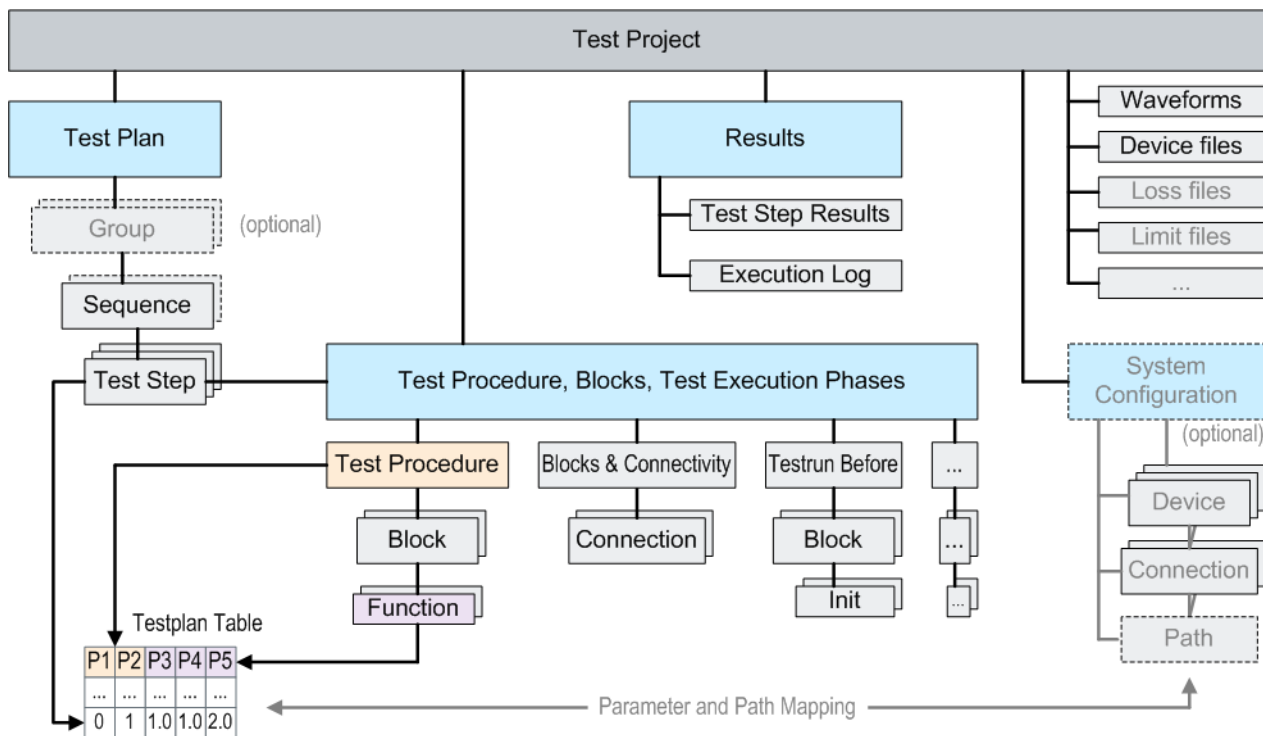 Test Project
Test Plan
Results
Waveforms
Device files
Loss files
Limit files
...
Group
(optional)
Test Step Results
Execution Log
Sequence
Test Step
Test Procedure, Blocks, Test Execution Phases
System
Configuration
(optional)
Test Procedure
Blocks & Connectivity
Testrun Before
...
Device
Block
Connection
Block
...
Connection
Function
Init
...
Path
Testplan Table
P1 P2 P3 P4 P5
... ... ... ... ...
0 1 1.0 1.0 2.0
Parameter and Path Mapping